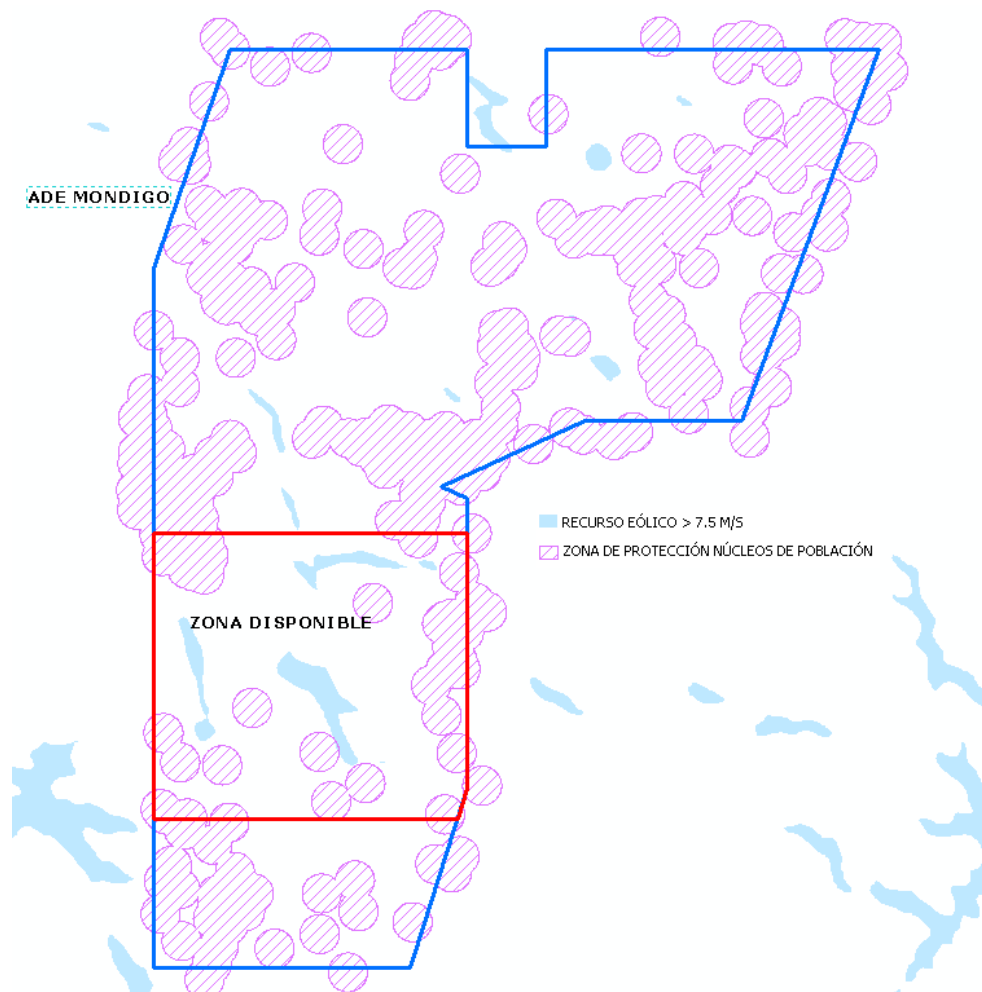 ADE MONDIGO
RECURSO EÓLICO > 7.5 M/S
ZONA DE PROTECCIÓN NÚCLEOS DE POBLACIÓN
ZONA DISPONIBLE